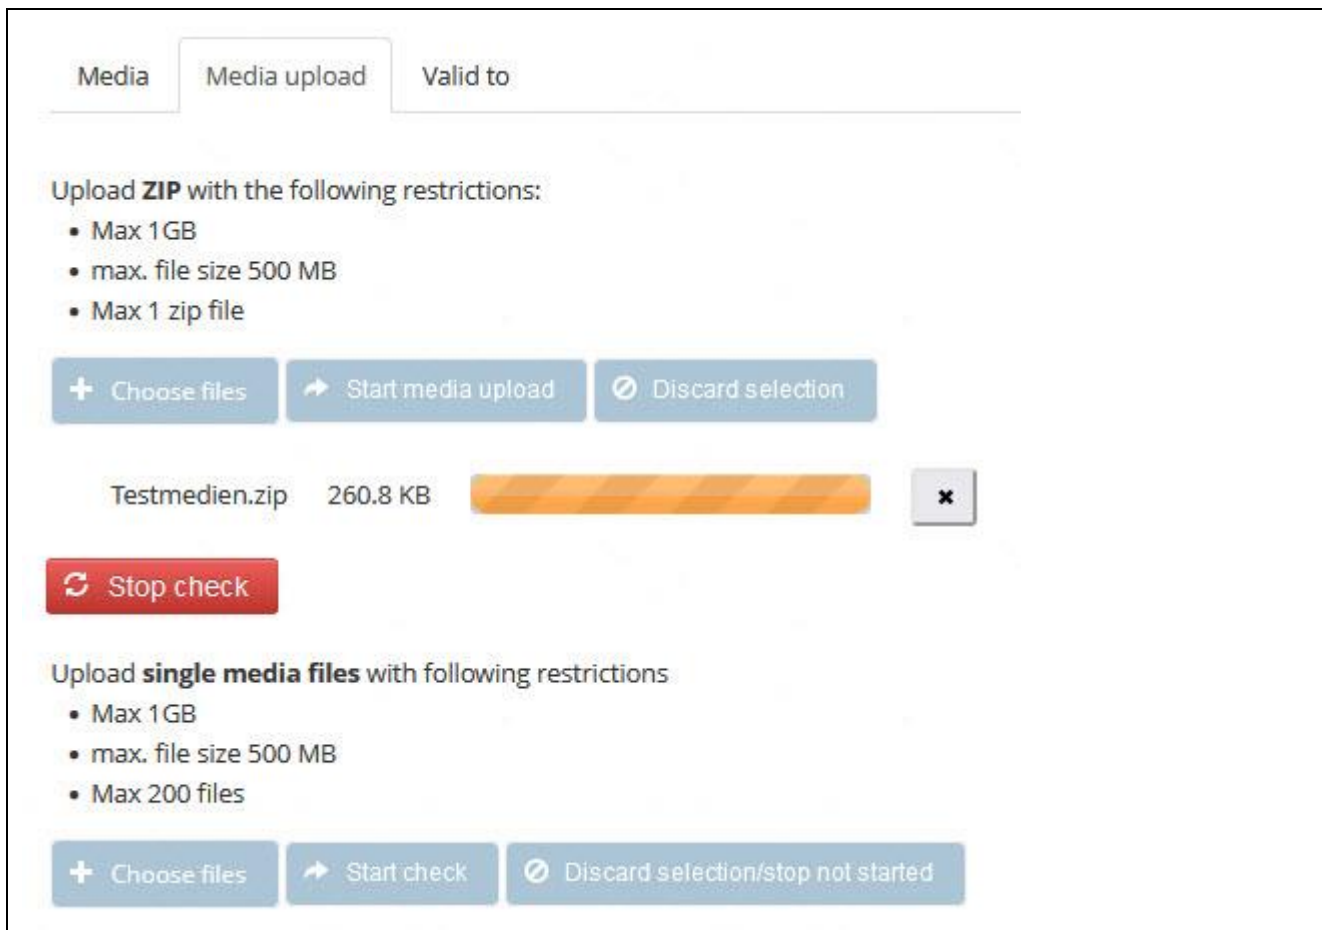 Media Media upload Valid to
Upload ZIP with the following restrictions:
• Max 1GB
• max. file size 500 MB
• Max 1 zip file
Choose files Start media upload Discard selection
Testmedien.zip 260.8 KB
Stop check
Upload single media files with following restrictions
• Max 1GB
• max. file size 500 MB
• Max 200 files
Choose files Start check Discard selection/stop not started